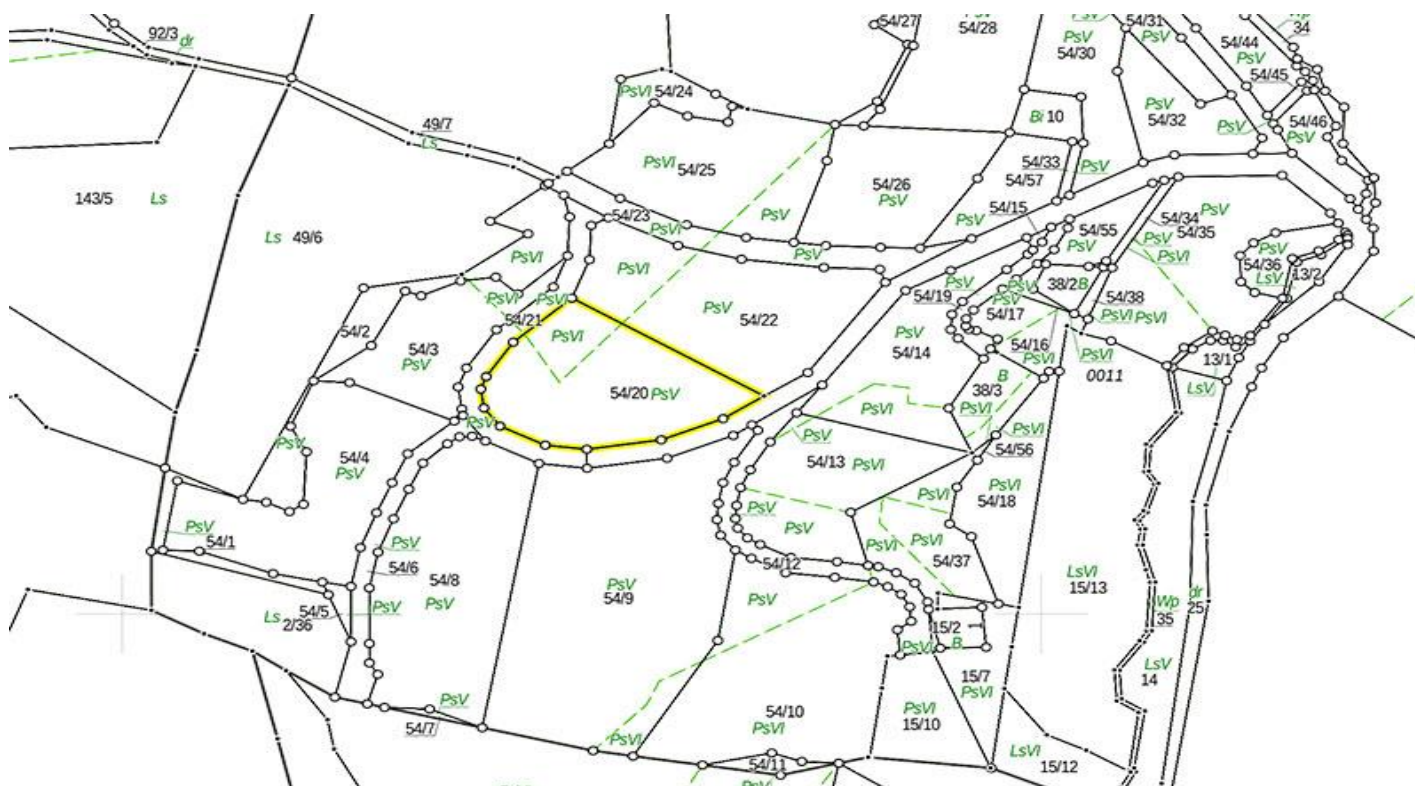 92/3
dr
54/27
54/28
54/31
PsV
PsV
54/30
54/44
PsV
54/45
Wp
34
PsVI
54/24
PsV
54/32
PsV
54/46
PsV
Bi 10
49/7
Ls
PsVI
54/25
54/33
54/57
PsV
54/26
PsV
143/5
Ls
Ls 49/6
54/23
PsVI
PsV
PsV
PsV
54/15
54/55
PsV
54/34
PsV
54/35
PsV
PsVI
PsV
54/36
LsV
13/2
PsVI
PsVI
PsV
54/19
PsV
38/2
B
54/38
PsVI
PsVI
PsVI
PsVI
54/21
PsV
54/22
54/17
54/2
54/3
PsV
PsVI
PsV
54/14
54/16
PsVI
PsVI
0011
13/1
LsV
54/20
PsV
B
38/3
PsVI
PsVI
PsV
PsVI
PsV
54/4
PsV
PsV
54/13
PsVI
54/56
PsVI
54/18
PsVI
PsV
54/1
PsV
54/6
54/8
PsV
PsV
PsV
PsV
PsV
54/9
54/12
PsV
PsVI
PsVI
54/37
LsVI
15/13
Ls
2/36
54/5
15/2
1
B
PsVI
Wp
35
dr
25
LsV
14
15/7
PsVI
PsV
54/7
PsVI
54/10
PsVI
PsVI
15/10
54/11
LsVI
15/12
PsV